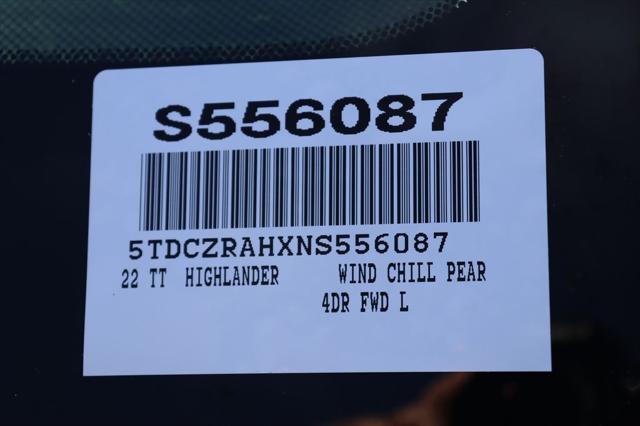 S556087
5TDCZRAHXNS556087
22 TT HIGHLANDER WIND CHILL PEAR
4DR FWD L